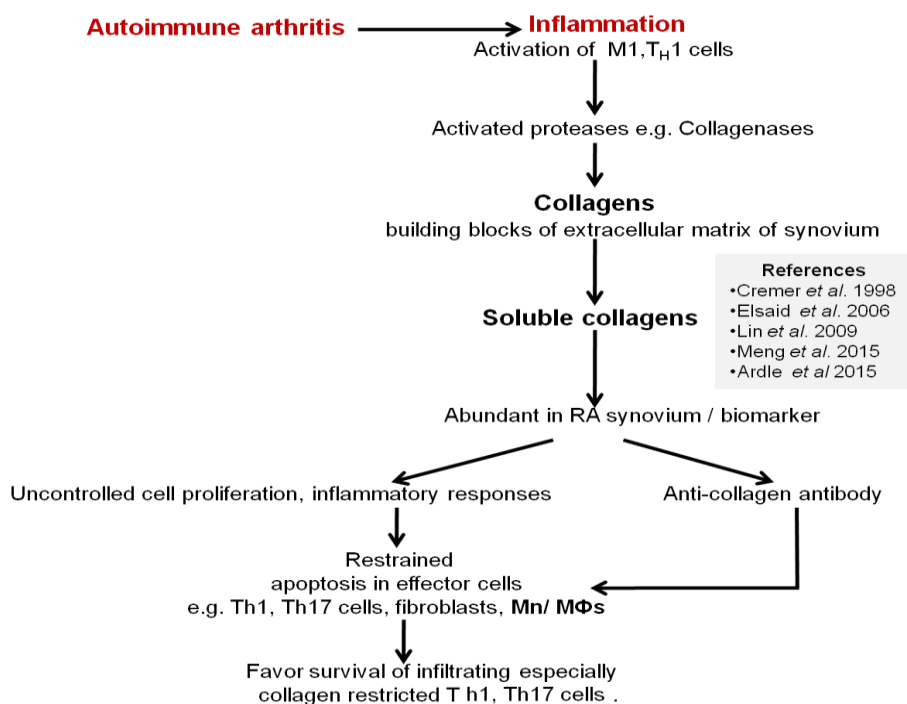 Autoimmune arthritis
Inflammation
Activation of M1,TH1 cells
Activated proteases e.g. Collagenases
Collagens
building blocks of extracellular matrix of synovium
References
•Cremer et al. 1998
•Elsaid et al. 2006
•Lin et al. 2009
•Meng et al. 2015
•Ardle et al 2015
Soluble collagens
Abundant in RA synovium / biomarker
Uncontrolled cell proliferation, inflammatory responses
Anti-collagen antibody
Restrained
apoptosis in effector cells
e.g. Th1, Th17 cells, fibroblasts, Mn/ MΦs
Favor survival of infiltrating especially
collagen restricted T h1, Th17 cells .